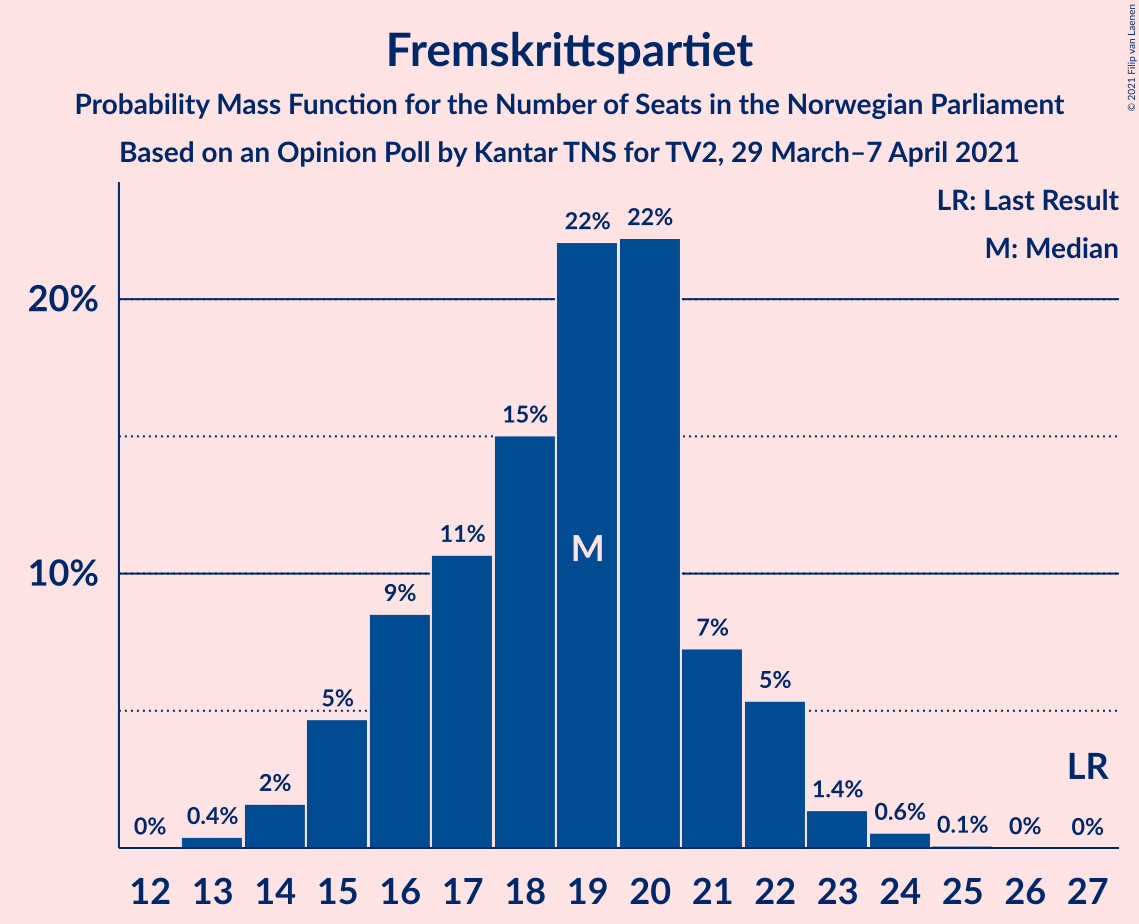 Fremskrittspartiet
Probability Mass Function for the Number of Seats in the Norwegian Parliament
Based on an Opinion Poll by Kantar TNS for TV2, 29 March–7 April 2021
© 2021 Filip van Laenen
LR: Last Result
M: Median
20%
10%
0%
0.4%
2%
5%
9%
11%
15%
22%
22%
7%
5%
1.4%
0.6%
0.1%
0%
0%
M
LR
12 13 14 15 16 17 18 19 20 21 22 23 24 25 26 27